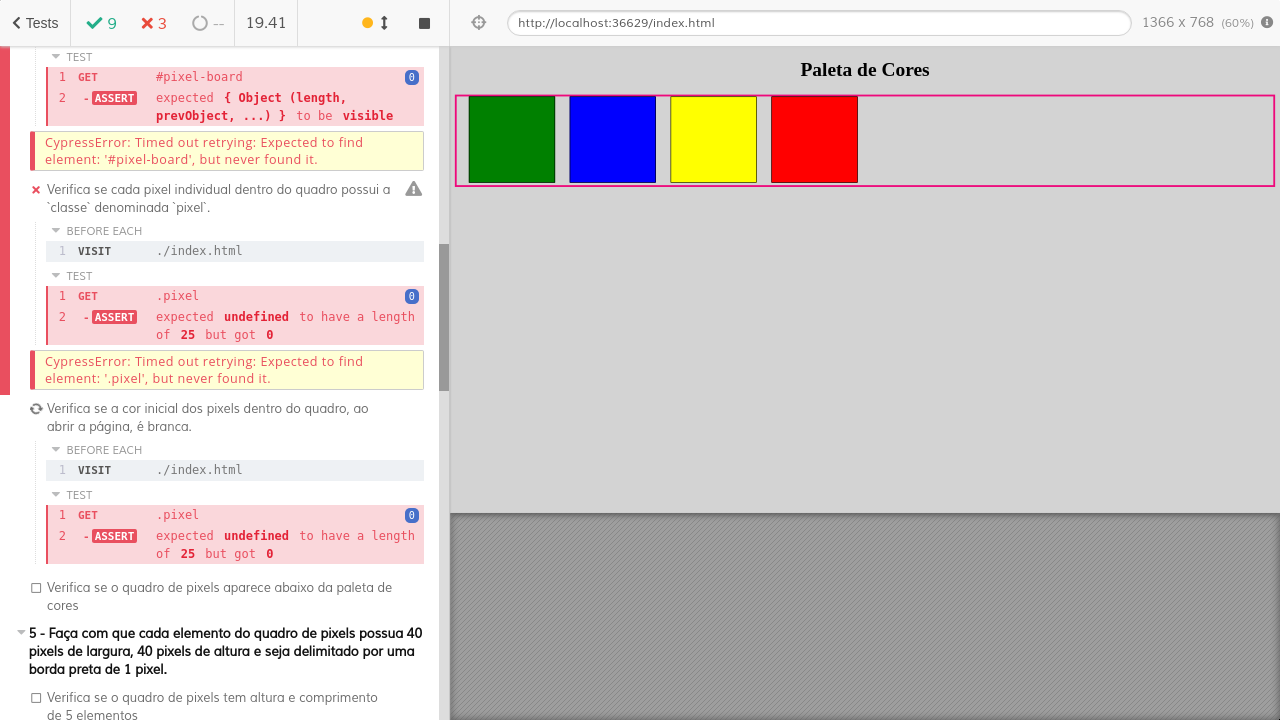 Tests 9 3 -- 19.41
http://localhost:36629/index.html 1366 x 768 (60%)
TEST
1 GET #pixel-board 0
2 - ASSERT expected { Object (length,
prevObject, ...) } to be visible
CypressError: Timed out retrying: Expected to find
element: '#pixel-board', but never found it.
Verifica se cada pixel individual dentro do quadro possui a
`classe` denominada `pixel`.
BEFORE EACH
1 VISIT ./index.html
TEST
1 GET .pixel 0
2 - ASSERT expected undefined to have a length
of 25 but got 0
CypressError: Timed out retrying: Expected to find
element: '.pixel', but never found it.
Verifica se a cor inicial dos pixels dentro do quadro, ao
abrir a página, é branca.
BEFORE EACH
1 VISIT ./index.html
TEST
1 GET .pixel 0
2 - ASSERT expected undefined to have a length
of 25 but got 0
Verifica se o quadro de pixels aparece abaixo da paleta de
cores
5 - Faça com que cada elemento do quadro de pixels possua 40
pixels de largura, 40 pixels de altura e seja delimitado por uma
borda preta de 1 pixel.
Verifica se o quadro de pixels tem altura e comprimento
de 5 elementos
Paleta de Cores